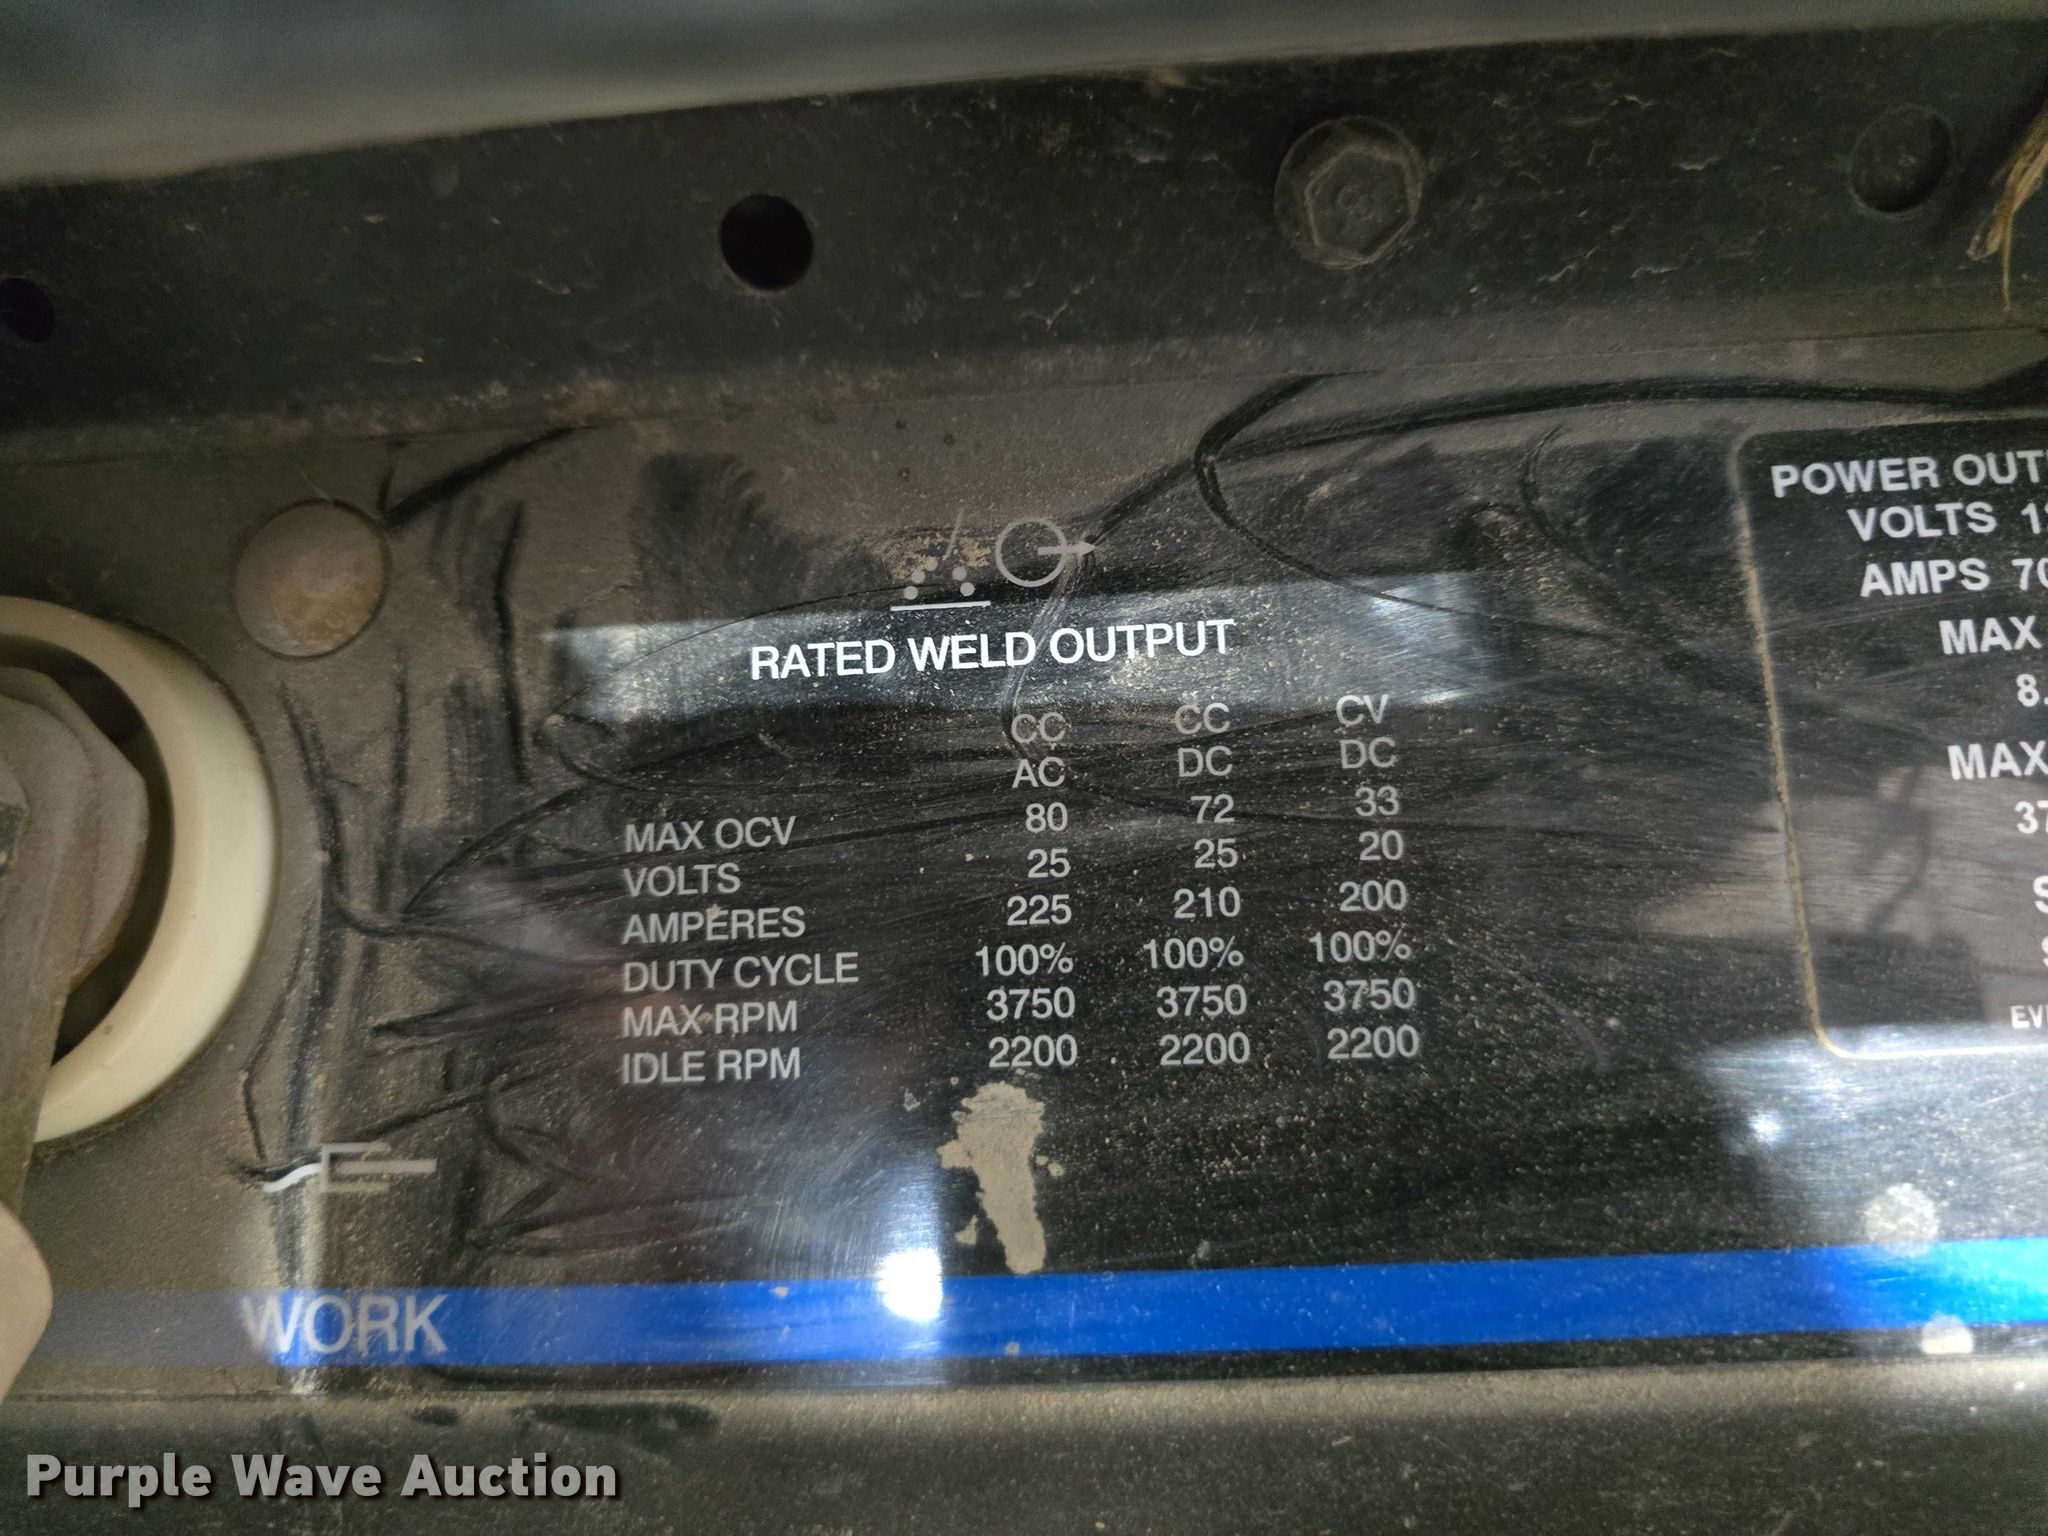 RATED WELD OUTPUT
CC CC CV
AC DC DC
MAX OCV 80 72 33
VOLTS 25 25 20
AMPERES 225 210 200
DUTY CYCLE 100% 100% 100%
MAX RPM 3750 3750 3750
IDLE RPM 2200 2200 2200
POWER
VOLTS
AMPS
MAX
MAX
WORK
Purple Wave Auction